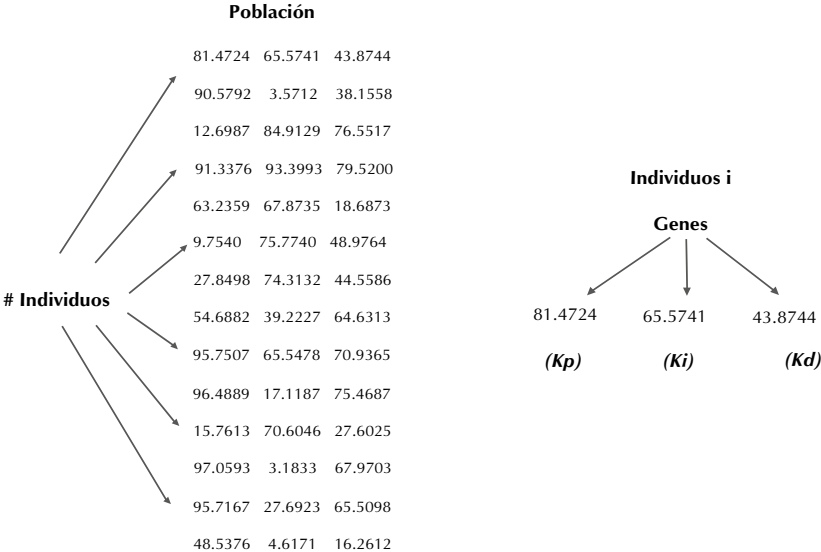 Población
81.4724 65.5741 43.8744
90.5792 3.5712 38.1558
12.6987 84.9129 76.5517
91.3376 93.3993 79.5200
63.2359 67.8735 18.6873
9.7540 75.7740 48.9764
27.8498 74.3132 44.5586
54.6882 39.2227 64.6313
95.7507 65.5478 70.9365
96.4889 17.1187 75.4687
15.7613 70.6046 27.6025
97.0593 3.1833 67.9703
95.7167 27.6923 65.5098
48.5376 4.6171 16.2612
# Individuos
Individuos i
Genes
81.4724 65.5741 43.8744
(Kp) (Ki) (Kd)